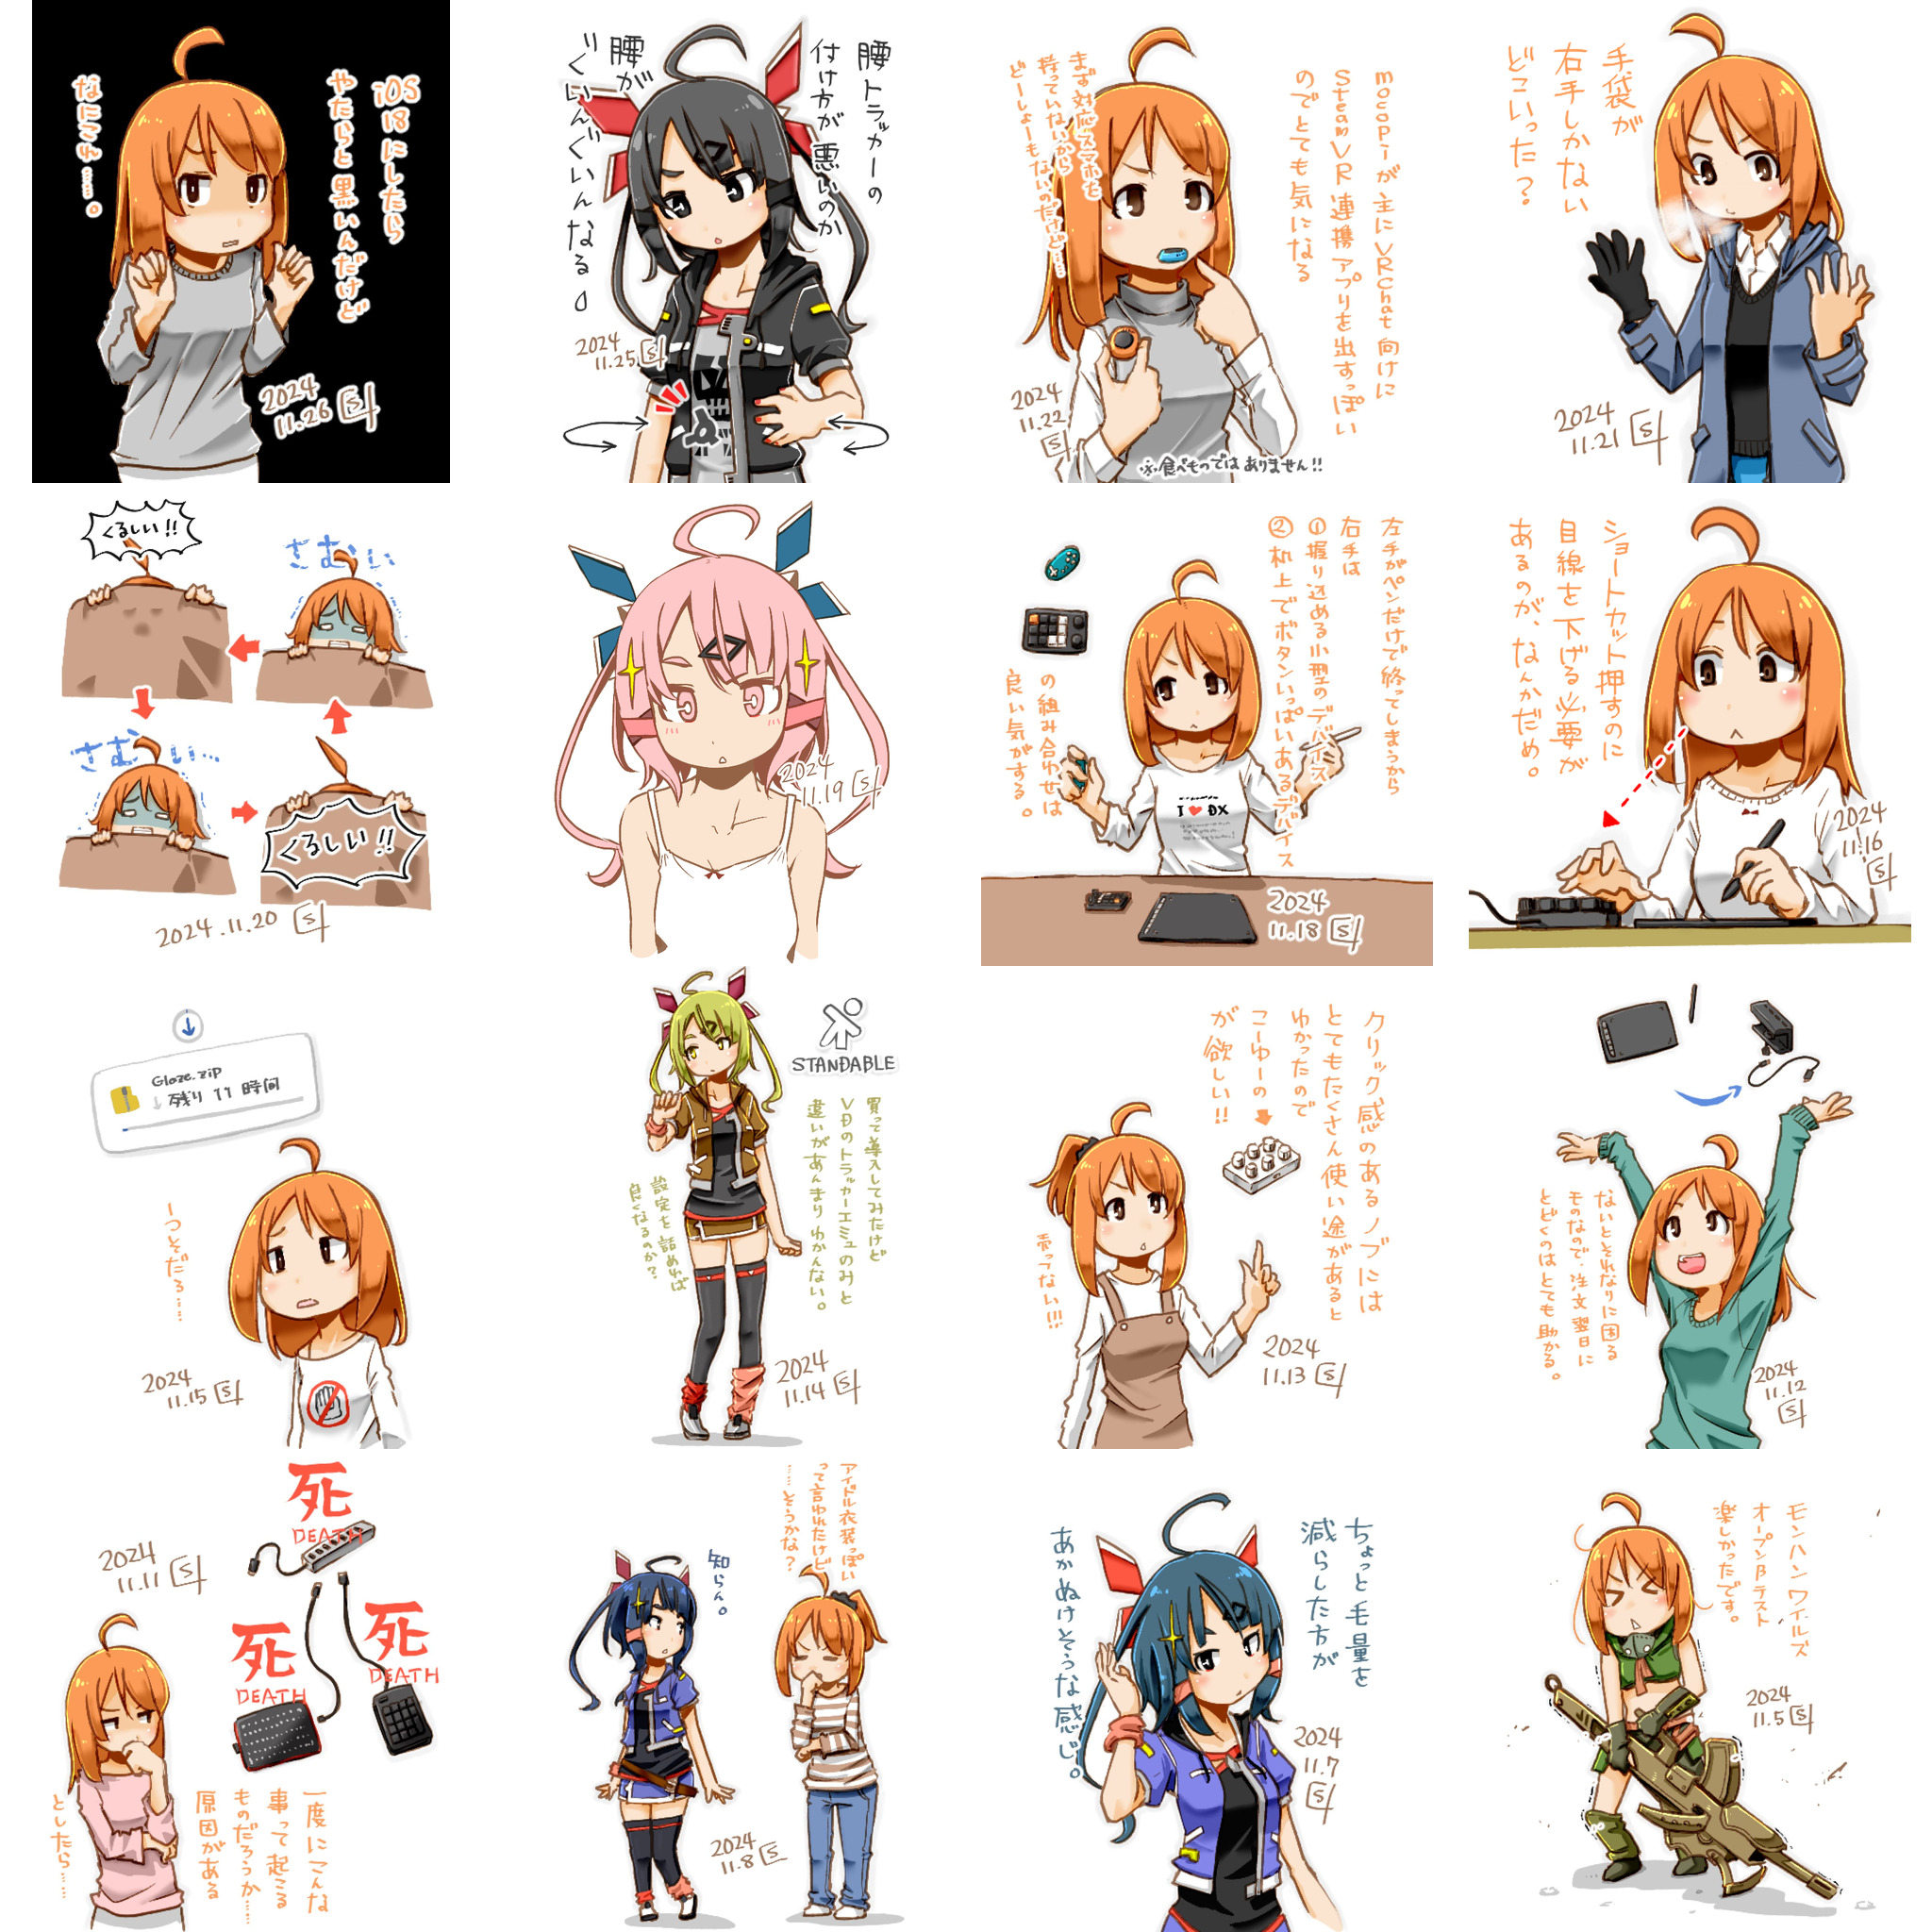 iOS
18にしたら
やたらと黒いんだけど
なにこれ……。
2024
11.26
腰トラッカーの
付け方が悪いのか
腰が
ぐいんぐいんなる。
2024
11.25
mocopiが主にVRChat向けに
SteamVR連携アプリを出すっぽい
のでとても気になる
まず対応スマホを
持っていないから
どーしょーもないのだけど……
2024
11.22
※食べものではありません!!
手袋が
右手しかない
どこいった?
2024
11.21
くるしい!!
さむいぃ
さむぃ…
くるしい!!
2024.11.20
2024
11.19
左手がペンだけで終ってしまうから
右手は
①握り込める小型のデバイス
②机上でボタンいっぱいあるデバイス
の組み合わせは
良い気がする。
I ❤ DX
2024
11.18
ショートカット押すのに
目線を下げる必要が
あるのが、なんかだめ。
2024
11.16
Glaze.zip
↓残り 11 時間
うそだろ……
2024
11.15
STANDABLE
買って導入してみたけど
VDのトラッカーエミュのみと
違いがあんまりわかんない。
設定を詰めれば
良くなるのか?
2024
11.14
クリック感のあるノブには
とてもたくさん使い途があると
わかったので
こーゆーの
が欲しい!!
売ってない!!!
2024
11.13
ないとそれなりに困る
モノなので、注文翌日に
とどくのはとても助かる。
2024
11.12
2024
11.11
死
DEATH
死
DEATH
死
DEATH
一度にこんな
事って起こる
ものだろうか……
原因がある
としたら……
アイドル衣装っぽい
って言われたけど
……そうかな?
知らん。
2024
11.8
ちょっと毛量を
減らした方が
あかぬけそうな感じ。
2024
11.7
モンハンワイルズ
オープンβテスト
楽しかったです。
2024
11.5